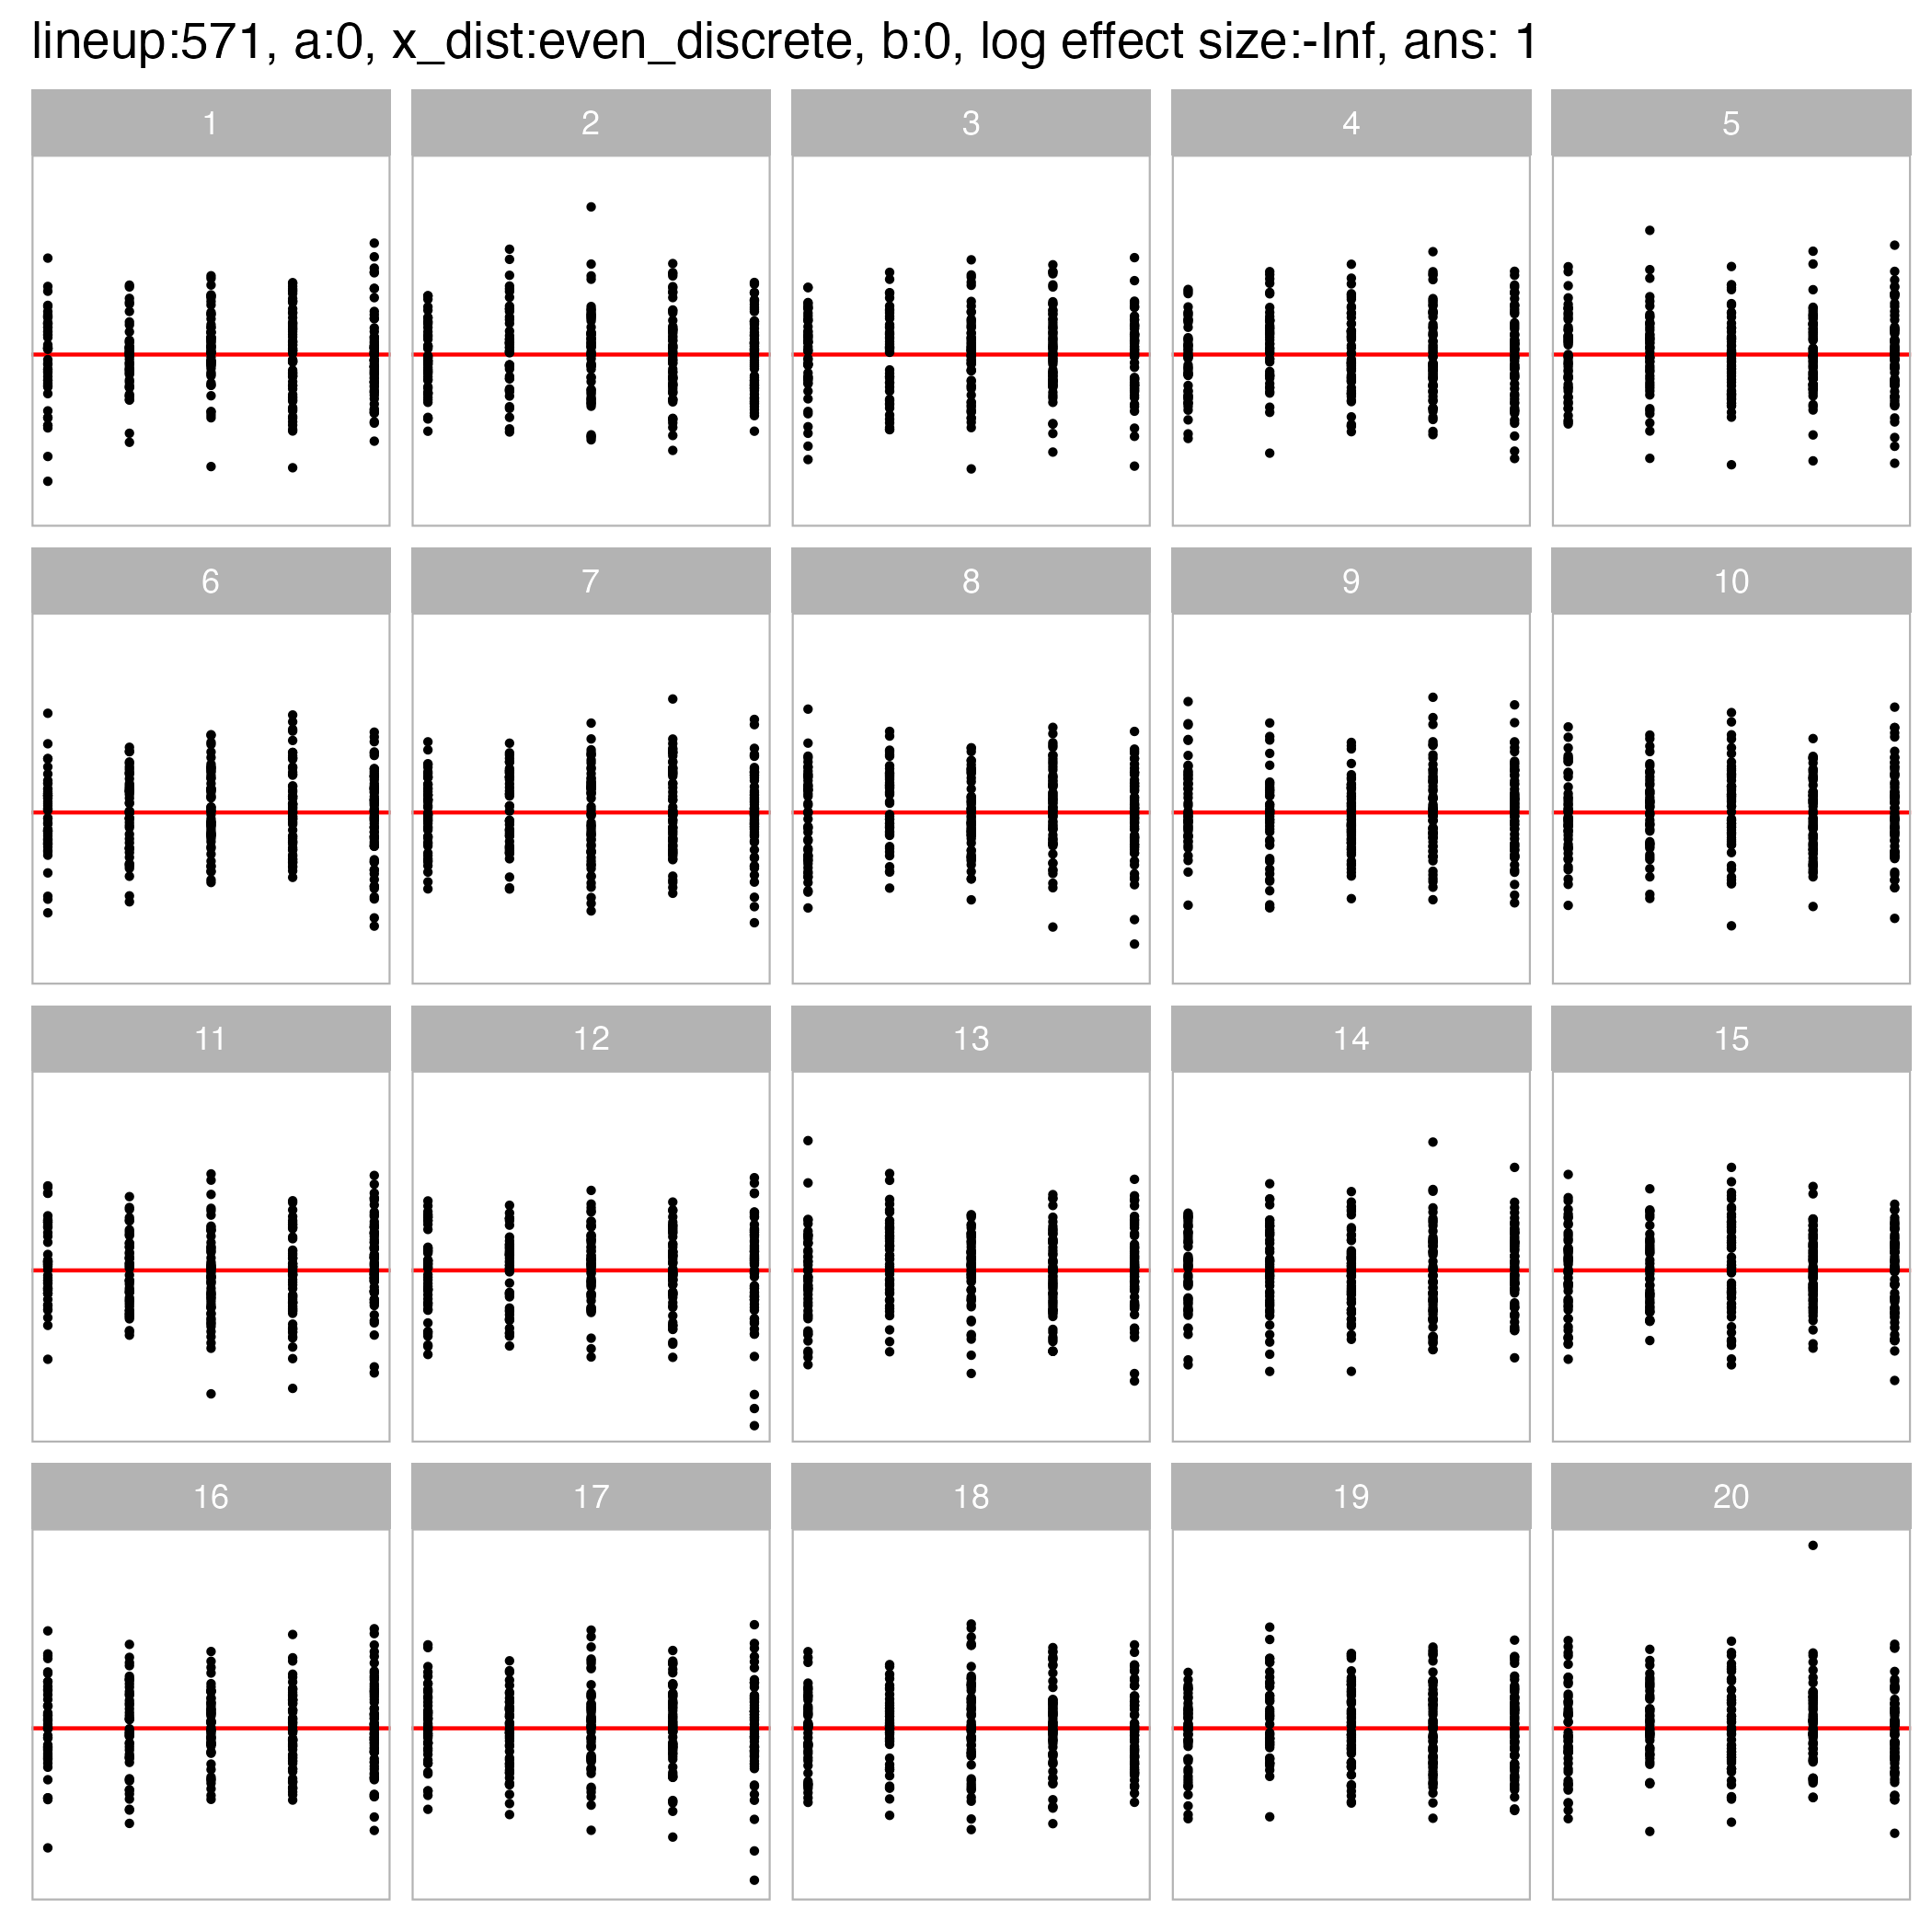 lineup:571, a:0, x_dist:even_discrete, b:0, log effect size:-Inf, ans: 1
1 2 3 4 5
6 7 8 9 10
11 12 13 14 15
16 17 18 19 20